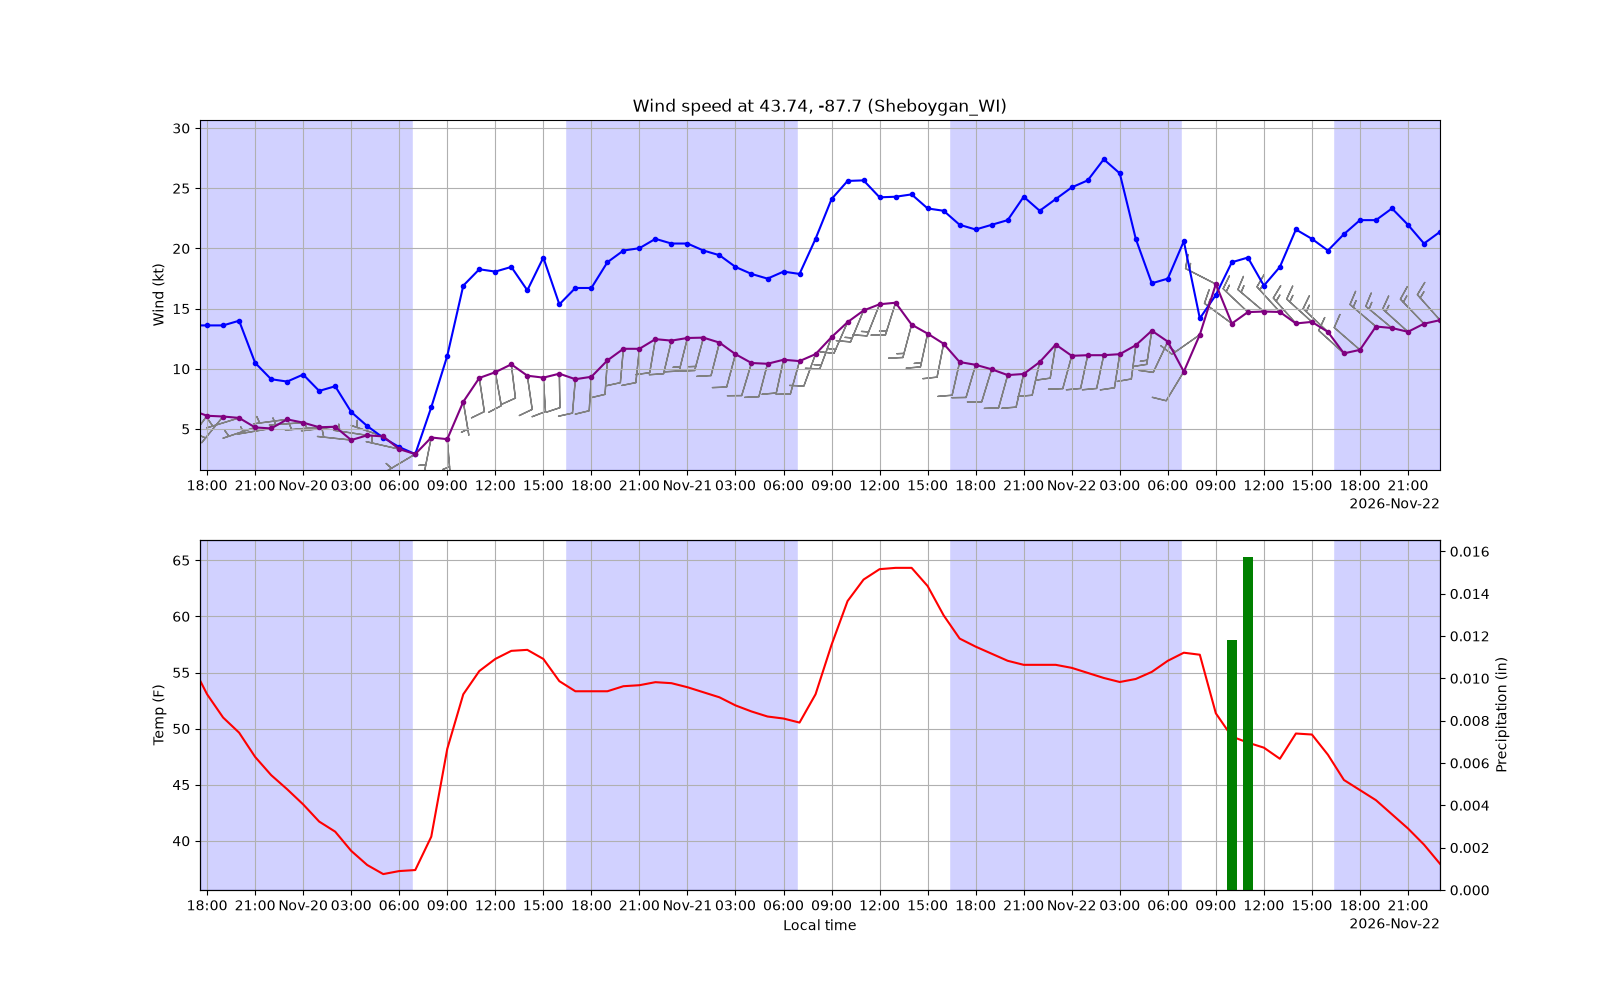 Wind speed at 43.74, -87.7 (Sheboygan_WI)
Wind (kt)
30
25
20
15
10
5
18:00 21:00 Nov-20 03:00 06:00 09:00 12:00 15:00 18:00 21:00 Nov-21 03:00 06:00 09:00 12:00 15:00 18:00 21:00 Nov-22 03:00 06:00 09:00 12:00 15:00 18:00 21:00
2026-Nov-22
Temp (F)
65
60
55
50
45
40
Precipitation (in)
0.016
0.014
0.012
0.010
0.008
0.006
0.004
0.002
0.000
18:00 21:00 Nov-20 03:00 06:00 09:00 12:00 15:00 18:00 21:00 Nov-21 03:00 06:00 09:00 12:00 15:00 18:00 21:00 Nov-22 03:00 06:00 09:00 12:00 15:00 18:00 21:00
Local time
2026-Nov-22